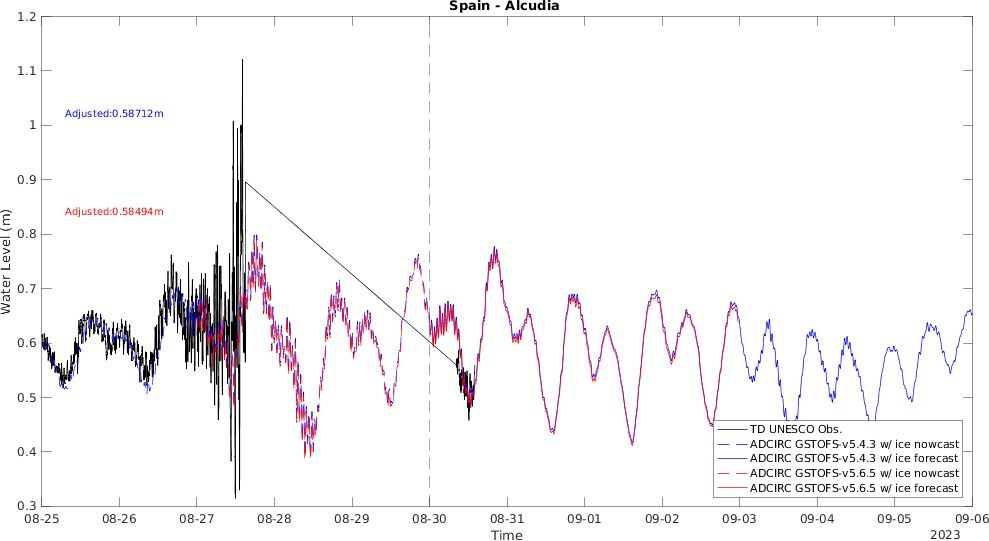 Spain - Alcudia
1.2
1.1
1
0.9
0.8
0.7
0.6
0.5
0.4
0.3
Water Level (m)
Adjusted:0.58712m
Adjusted:0.58494m
TD UNESCO Obs.
ADCIRC GSTOFS-v5.4.3 w/ ice nowcast
ADCIRC GSTOFS-v5.4.3 w/ ice forecast
ADCIRC GSTOFS-v5.6.5 w/ ice nowcast
ADCIRC GSTOFS-v5.6.5 w/ ice forecast
08-25 08-26 08-27 08-28 08-29 08-30 08-31 09-01 09-02 09-03 09-04 09-05 09-06
Time
2023